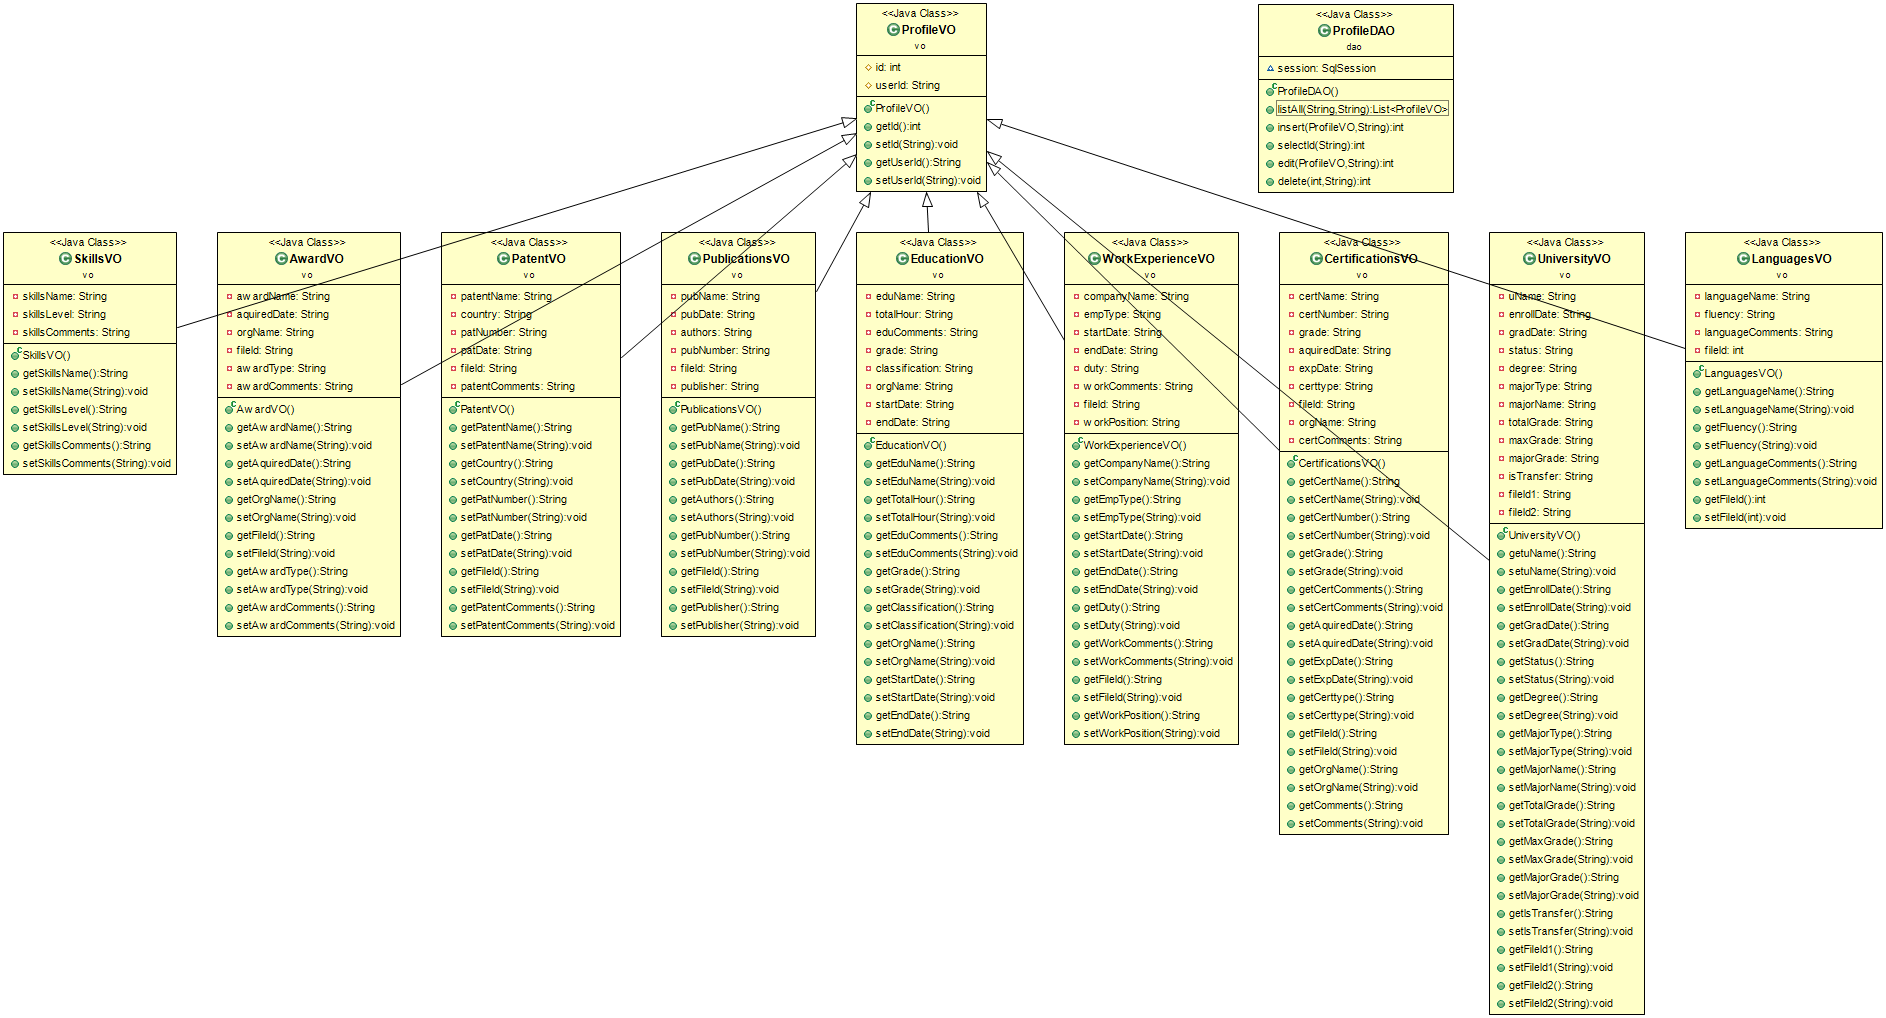 <<Java Class>>
ProfileVO
vo
id: int
userId: String
ProfileVO()
getId():int
setId(String):void
getUserId():String
setUserId(String):void
<<Java Class>>
ProfileDAO
dao
session: SqlSession
ProfileDAO()
listAll(String,String):List<ProfileVO>
insert(ProfileVO,String):int
selectId(String):int
edit(ProfileVO,String):int
delete(int,String):int
<<Java Class>>
SkillsVO
vo
skillsName: String
skillsLevel: String
skillsComments: String
SkillsVO()
getSkillsName():String
setSkillsName(String):void
getSkillsLevel():String
setSkillsLevel(String):void
getSkillsComments():String
setSkillsComments(String):void
<<Java Class>>
AwardVO
vo
awardName: String
aquiredDate: String
orgName: String
fileId: String
awardType: String
awardComments: String
AwardVO()
getAwardName():String
setAwardName(String):void
getAquiredDate():String
setAquiredDate(String):void
getOrgName():String
setOrgName(String):void
getFileId():String
setFileId(String):void
getAwardType():String
setAwardType(String):void
getAwardComments():String
setAwardComments(String):void
<<Java Class>>
PatentVO
vo
patentName: String
country: String
patNumber: String
patDate: String
fileId: String
patentComments: String
PatentVO()
getPatentName():String
setPatentName(String):void
getCountry():String
setCountry(String):void
getPatNumber():String
setPatNumber(String):void
getPatDate():String
setPatDate(String):void
getFileId():String
setFileId(String):void
getPatentComments():String
setPatentComments(String):void
<<Java Class>>
PublicationsVO
vo
pubName: String
pubDate: String
authors: String
pubNumber: String
fileId: String
publisher: String
PublicationsVO()
getPubName():String
setPubName(String):void
getPubDate():String
setPubDate(String):void
getAuthors():String
setAuthors(String):void
getPubNumber():String
setPubNumber(String):void
getFileId():String
setFileId(String):void
getPublisher():String
setPublisher(String):void
<<Java Class>>
EducationVO
vo
eduName: String
totalHour: String
eduComments: String
grade: String
classification: String
orgName: String
startDate: String
endDate: String
EducationVO()
getEduName():String
setEduName(String):void
getTotalHour():String
setTotalHour(String):void
getEduComments():String
setEduComments(String):void
getGrade():String
setGrade(String):void
getClassification():String
setClassification(String):void
getOrgName():String
setOrgName(String):void
getStartDate():String
setStartDate(String):void
getEndDate():String
setEndDate(String):void
<<Java Class>>
WorkExperienceVO
vo
companyName: String
empType: String
startDate: String
endDate: String
duty: String
workComments: String
fileId: String
workPosition: String
WorkExperienceVO()
getCompanyName():String
setCompanyName(String):void
getEmpType():String
setEmpType(String):void
getStartDate():String
setStartDate(String):void
getEndDate():String
setEndDate(String):void
getDuty():String
setDuty(String):void
getWorkComments():String
setWorkComments(String):void
getFileId():String
setFileId(String):void
getWorkPosition():String
setWorkPosition(String):void
<<Java Class>>
CertificationsVO
vo
certName: String
certNumber: String
grade: String
aquiredDate: String
expDate: String
certtype: String
fileId: String
orgName: String
certComments: String
CertificationsVO()
getCertName():String
setCertName(String):void
getCertNumber():String
setCertNumber(String):void
getGrade():String
setGrade(String):void
getCertComments():String
setCertComments(String):void
getAquiredDate():String
setAquiredDate(String):void
getExpDate():String
setExpDate(String):void
getCerttype():String
setCerttype(String):void
getFileId():String
setFileId(String):void
getOrgName():String
setOrgName(String):void
getComments():String
setComments(String):void
<<Java Class>>
UniversityVO
vo
uName: String
enrollDate: String
gradDate: String
status: String
degree: String
majorType: String
majorName: String
totalGrade: String
maxGrade: String
majorGrade: String
isTransfer: String
fileId1: String
fileId2: String
UniversityVO()
getuName():String
setuName(String):void
getEnrollDate():String
setEnrollDate(String):void
getGradDate():String
setGradDate(String):void
getStatus():String
setStatus(String):void
getDegree():String
setDegree(String):void
getMajorType():String
setMajorType(String):void
getMajorName():String
setMajorName(String):void
getTotalGrade():String
setTotalGrade(String):void
getMaxGrade():String
setMaxGrade(String):void
getMajorGrade():String
setMajorGrade(String):void
getIsTransfer():String
setIsTransfer(String):void
getFileId1():String
setFileId1(String):void
getFileId2():String
setFileId2(String):void
<<Java Class>>
LanguagesVO
vo
languageName: String
fluency: String
languageComments: String
fileId: int
LanguagesVO()
getLanguageName():String
setLanguageName(String):void
getFluency():String
setFluency(String):void
getLanguageComments():String
setLanguageComments(String):void
getFileId():int
setFileId(int):void